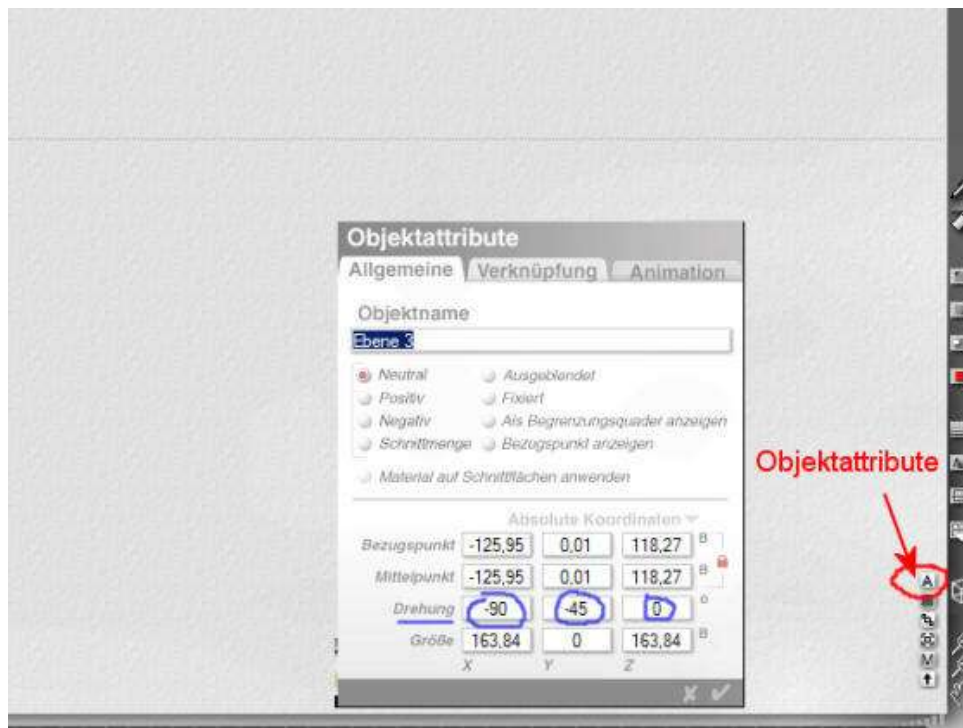 Objektattribute
Allgemeine Verknüpfung Animation
Objektname
Ebene 3
Neutral Ausgeblendet
Positiv Fixiert
Negativ Als Begrenzungsquader anzeigen
Schnittmenge Bezugspunkt anzeigen
Material auf Schnittflächen anwenden
Objektattribute
Absolute Koordinaten
Bezugspunkt -125,95 0,01 118,27 B
Mittelpunkt -125,95 0,01 118,27 B
Drehung -90 -45 0 °
Größe 163,84 0 163,84 B
X Y Z
A
M